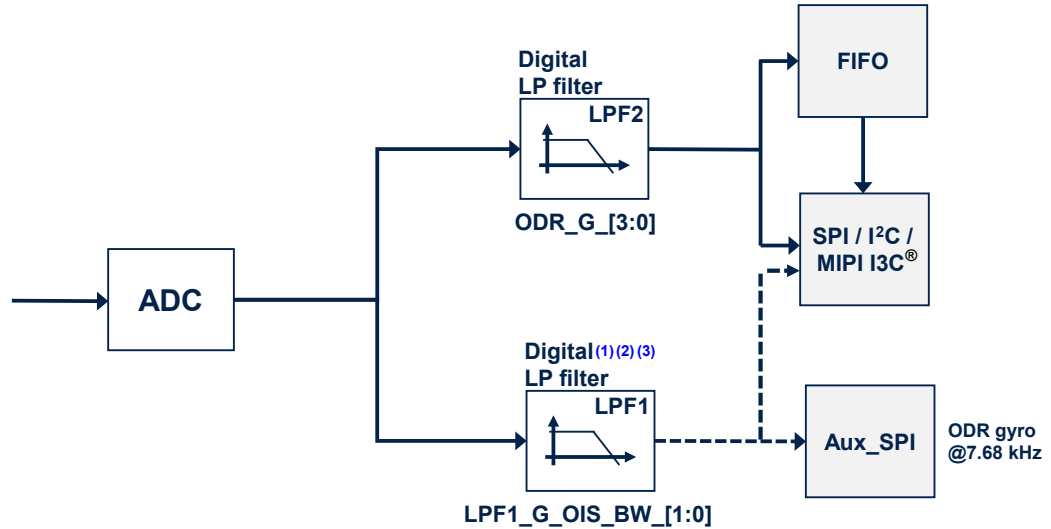 Digital
LP filter
LPF2
ODR_G_[3:0]
FIFO
SPI / I²C /
MIPI I3C®
ADC
Digital (1) (2) (3)
LP filter
LPF1
LPF1_G_OIS_BW_[1:0]
Aux_SPI
ODR gyro
@7.68 kHz